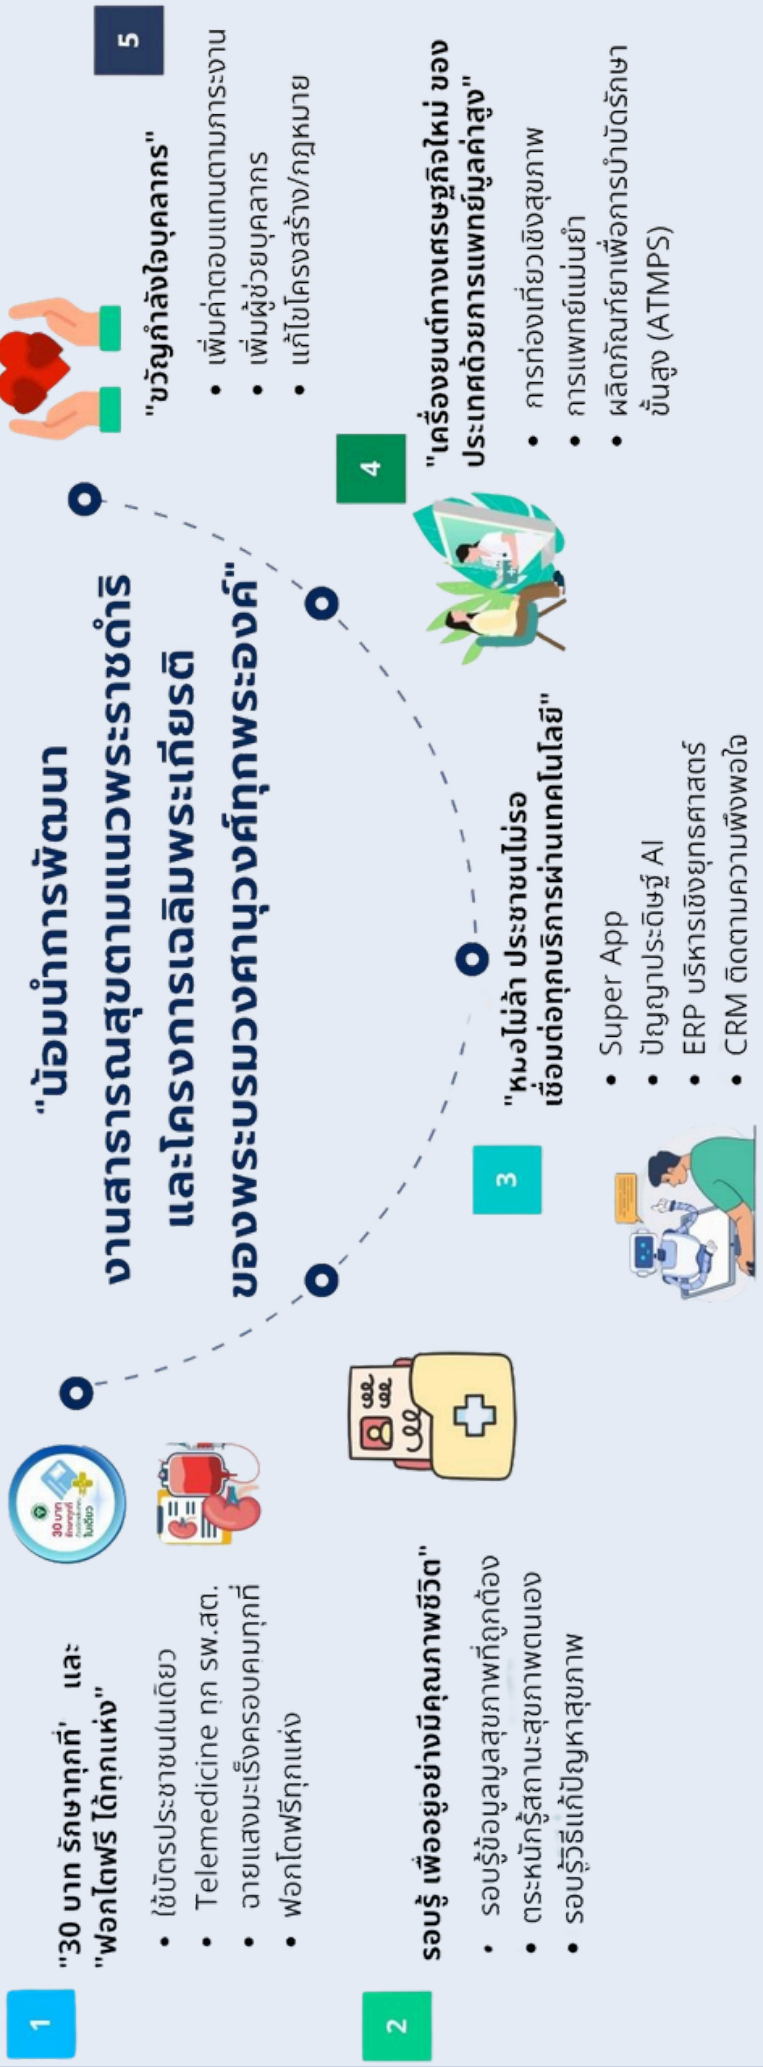 "น้อมนำการพัฒนา
งานสาธารณสุขตามแนวพระราชดำริ
และโครงการเฉลิมพระเกียรติ
ของพระบรมวงศานุวงศ์ทุกพระองค์"
1
"30 บาท รักษาทุกที่' และ
"ฟอกไตฟรี ได้ทุกแห่ง"
• ใช้บัตรประชาชนใบเดียว
• Telemedicine ทุก รพ.สต.
• ฉายแสงมะเร็งครอบคุมทุกที่
• ฟอกไตฟรีทุกแห่ง
30 บาท
รักษาทุกที่
ใบเดียว
2
รอบรู้ เพื่ออยู่อย่างมีคุณภาพชีวิต"
• รอบรู้ข้อมูลมูลสุขภาพที่ถูกต้อง
• ตระหนักรู้สถานะสุขภาพตนเอง
• รอบรู้วิธีแก้ปัญหาสุขภาพ
3
"หมอไม่ล้า ประชาชนไม่รอ
เชื่อมต่อทุกบริการผ่านเทคโนโลยี"
• Super App
• ปัญญาประดิษฐ์ AI
• ERP บริหารเชิงยุทธศาสตร์
• CRM ติดตามความพึงพอใจ
4
"เครื่องยนต์ทางเศรษฐกิจใหม่ ของ
ประเทศด้วยการแพทย์มูลค่าสูง"
• การท่องเที่ยวเชิงสุขภาพ
• การแพทย์แม่นยำ
• ผลิตภัณฑ์ยาเพื่อการบำบัดรักษา
ขั้นสูง (ATMPS)
5
"ขวัญกำลังใจบุคลากร"
• เพิ่มค่าตอบแทนตามภาระงาน
• เพิ่มผู้ช่วยบุคลากร
• แก้ไขโครงสร้าง/กฎหมาย